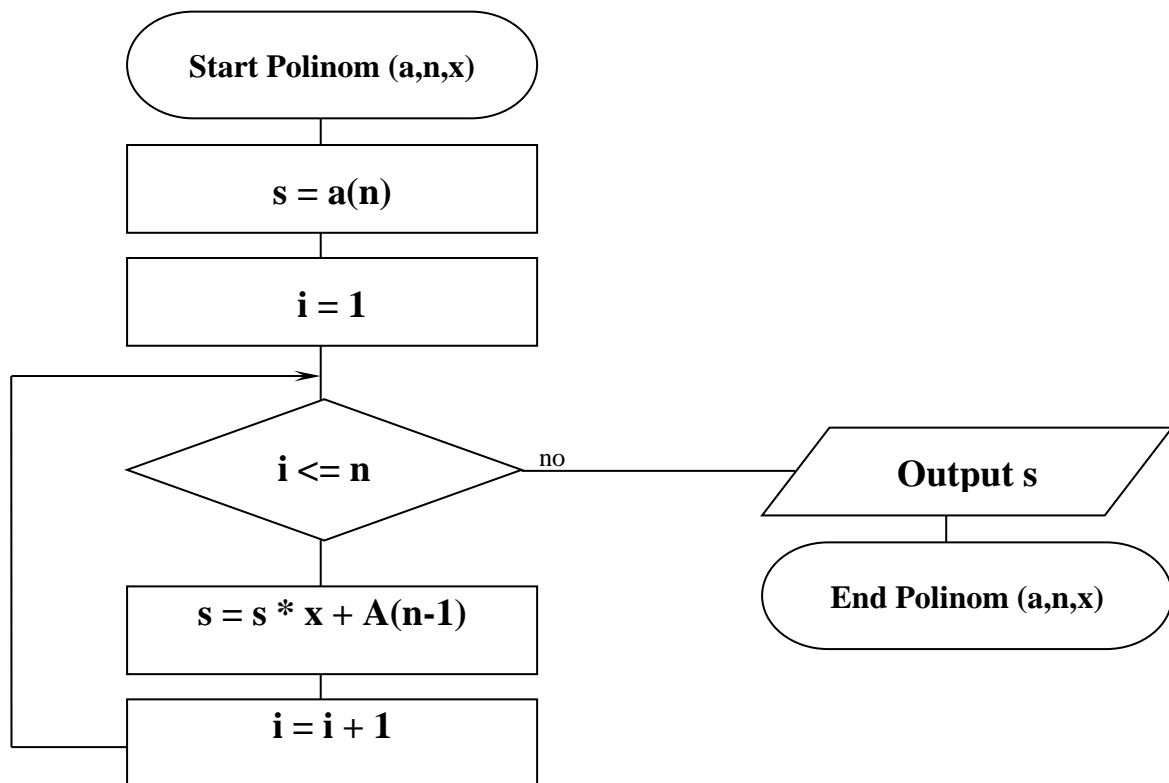 Start Polinom (a,n,x)
s = a(n)
i = 1
i <= n
no
Output s
End Polinom (a,n,x)
s = s * x + A(n-1)
i = i + 1